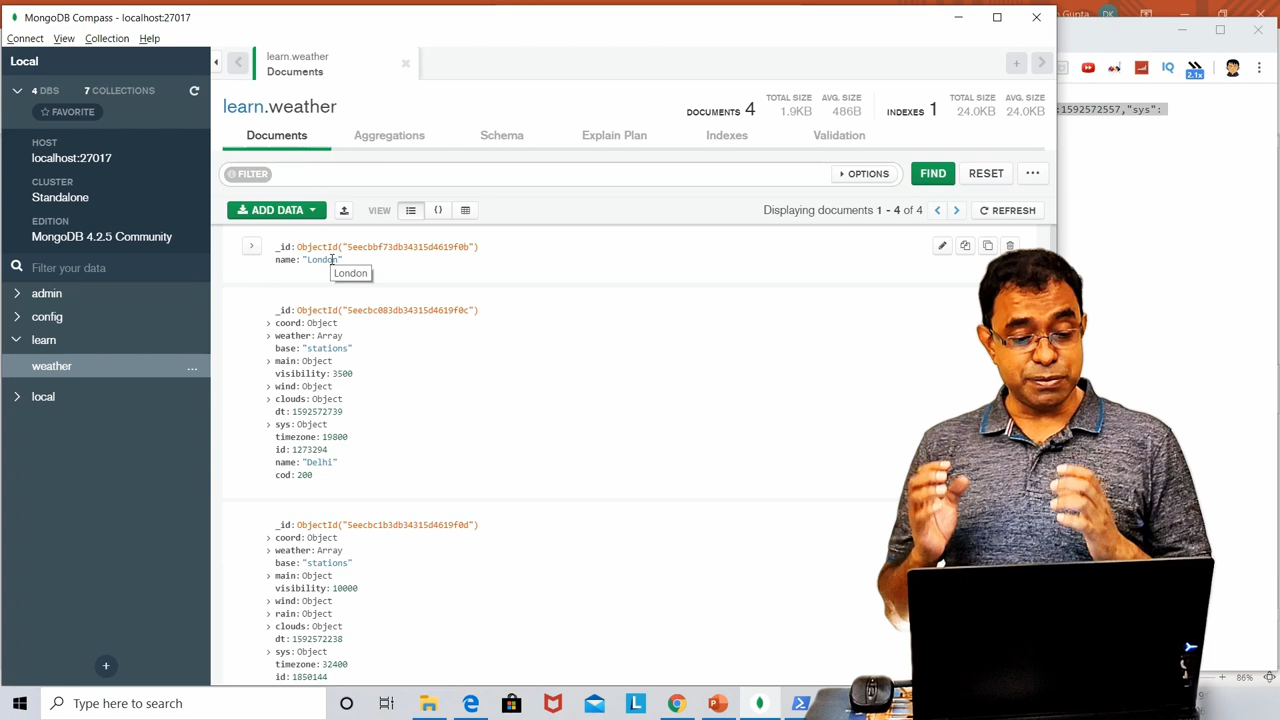 MongoDB Compass - localhost:27017
Gupta DK
Connect View Collection Help
Local
4 DBS 7 COLLECTIONS
FAVORITE
HOST
localhost:27017
CLUSTER
Standalone
EDITION
MongoDB 4.2.5 Community
Filter your data
admin
config
learn
weather ...
local
learn.weather
Documents
learn.weather
DOCUMENTS 4 TOTAL SIZE 1.9KB AVG. SIZE 486B INDEXES 1 TOTAL SIZE 24.0KB AVG. SIZE 24.0KB
Documents Aggregations Schema Explain Plan Indexes Validation
FILTER OPTIONS FIND RESET ...
ADD DATA VIEW {} Displaying documents 1 - 4 of 4 REFRESH
_id: ObjectId("5eecbbf73db34315d4619f0b")
name: "London"
London
_id: ObjectId("5eecbc083db34315d4619f0c")
coord: Object
weather: Array
base: "stations"
main: Object
visibility: 3500
wind: Object
clouds: Object
dt: 1592572739
sys: Object
timezone: 19800
id: 1273294
name: "Delhi"
cod: 200
_id: ObjectId("5eecbc1b3db34315d4619f0d")
coord: Object
weather: Array
base: "stations"
main: Object
visibility: 10000
wind: Object
rain: Object
clouds: Object
dt: 1592572238
sys: Object
timezone: 32400
id: 1850144
IQ 2.1x
:1592572557,"sys":
86%
Type here to search